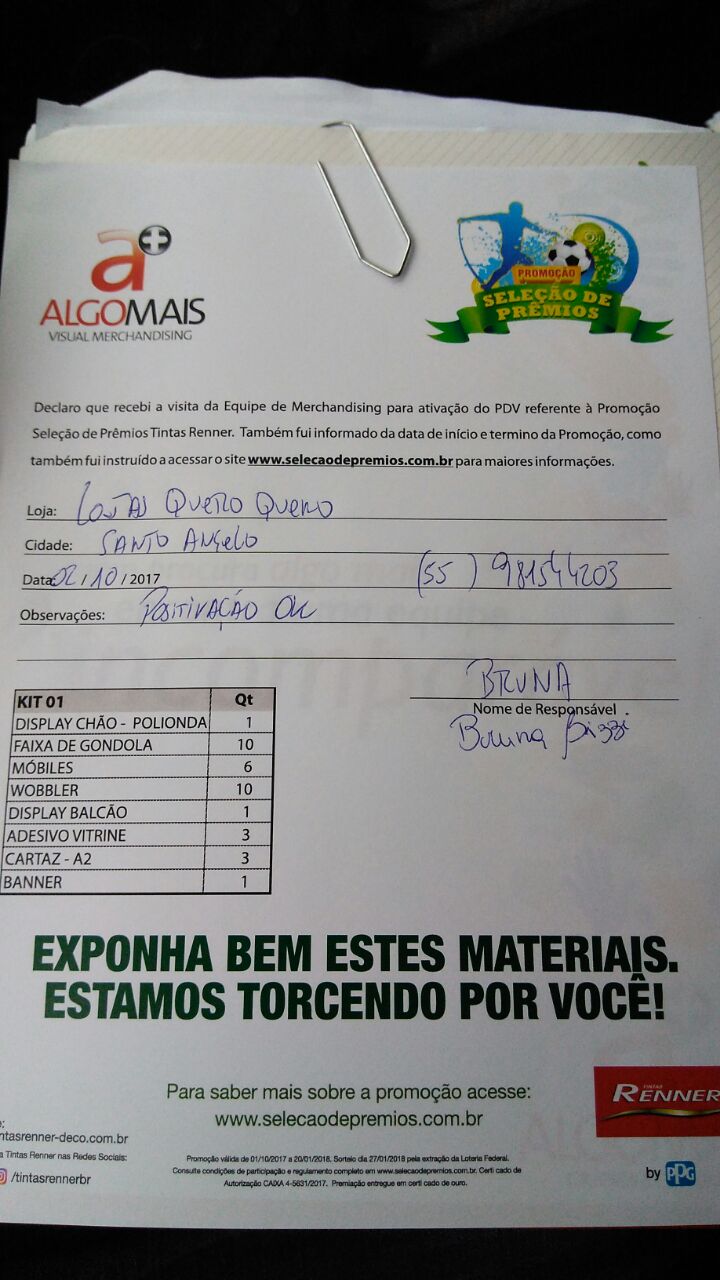 a+
ALGOMAIS
VISUAL MERCHANDISING
PROMOÇÃO
SELEÇÃO DE
PRÊMIOS
Declaro que recebi a visita da Equipe de Merchandising para ativação do PDV referente à Promoção
Seleção de Prêmios Tintas Renner. Também fui informado da data de início e termino da Promoção, como
também fui instruído a acessar o site www.selecaodepremios.com.br para maiores informações.
Loja: LOJAS QUERO QUERO
Cidade: SANTO ANGELO
Data: 02/10/2017 (55) 981544203
Observações: POSITIVAÇÃO OK
BRUNA
Nome de Responsável
Bruna
KIT 01 Qt
DISPLAY CHÃO - POLIONDA 1
FAIXA DE GONDOLA 10
MÓBILES 6
WOBBLER 10
DISPLAY BALCÃO 1
ADESIVO VITRINE 3
CARTAZ - A2 3
BANNER 1
EXPONHA BEM ESTES MATERIAIS.
ESTAMOS TORCENDO POR VOCÊ!
Para saber mais sobre a promoção acesse:
www.selecaodepremios.com.br
TINTAS
RENNER
e:
ntasrenner-deco.com.br
a Tintas Renner nas Redes Sociais:
/tintasrennerbr
Promoção válida de 01/10/2017 a 20/01/2018. Sorteio dia 27/01/2018 pela extração da Loteria Federal.
Consulte condições de participação e regulamento completo em www.selecaodepremios.com.br. Certi cado de
Autorização CAIXA 4-5631/2017. Premiação entregue em certi cado de ouro.
by PPG